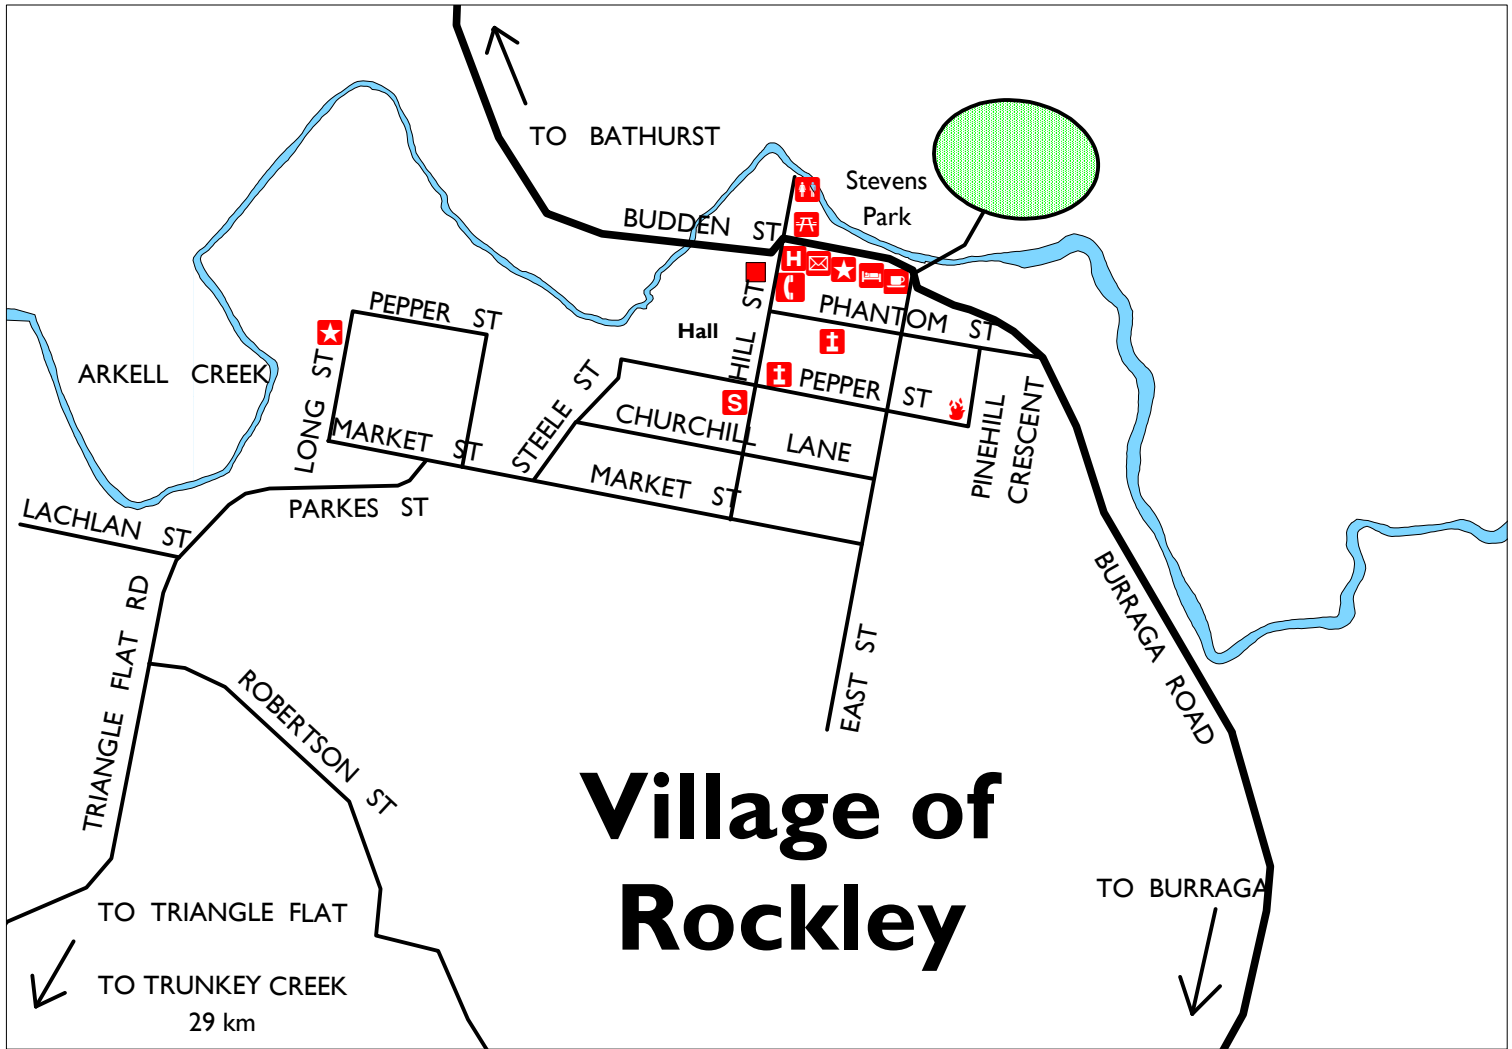 TO BATHURST
Stevens
Park
BUDDEN ST
H
PEPPER ST
HILL ST
PHANTOM ST
Hall
ARKELL CREEK
LONG ST
STEELE ST
PEPPER ST
S
PINEHILL
CRESCENT
MARKET ST
CHURCHILL LANE
MARKET ST
PARKES ST
LACHLAN ST
BURRAGA ROAD
TRIANGLE FLAT RD
EAST ST
ROBERTSON ST
Village of
Rockley
TO BURRAGA
TO TRIANGLE FLAT
TO TRUNKEY CREEK
29 km